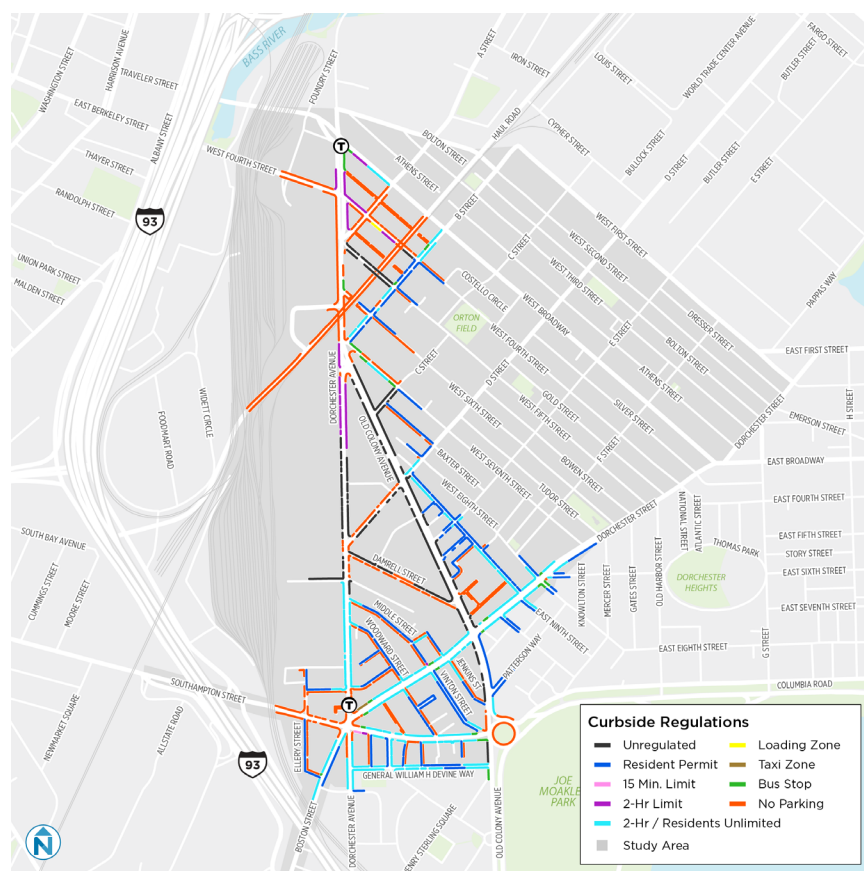 BASS RIVER
FOUNDRY STREET
A STREET
IRON STREET
LOUIS STREET
WORLD TRADE CENTER AVENUE
FARGO STREET
BUTLER STREET
WASHINGTON STREET
HARRISON AVENUE
TRAVELER STREET
EAST BERKELEY STREET
ALBANY STREET
HAUL ROAD
CYPHER STREET
BULLOCK STREET
D STREET
BUTLER STREET
E STREET
THAYER STREET
WEST FOURTH STREET
T
BOLTON STREET
ATHENS STREET
RANDOLPH STREET
B STREET
93
WEST FIRST STREET
C STREET
WEST SECOND STREET
UNION PARK STREET
MALDEN STREET
WEST THIRD STREET
COSTELLO CIRCLE
WEST BROADWAY
PAPPAS WAY
ORTON
FIELD
WEST FOURTH STREET
E STREET
DRESSER STREET
BOLTON STREET
EAST FIRST STREET
DORCHESTER AVENUE
C STREET
D STREET
ATHENS STREET
WIDETT CIRCLE
FOODMART ROAD
OLD COLONY AVENUE
WEST SIXTH STREET
GOLD STREET
WEST FIFTH STREET
SILVER STREET
DORCHESTER STREET
H STREET
EMERSON STREET
F STREET
BAXTER STREET
WEST SEVENTH STREET
BOWEN STREET
EAST BROADWAY
TUDOR STREET
WEST EIGHTH STREET
DORCHESTER STREET
NATIONAL STREET
ATLANTIC STREET
EAST FOURTH STREET
SOUTH BAY AVENUE
EAST FIFTH STREET
THOMAS PARK
STORY STREET
DAMRELL STREET
OLD HARBOR STREET
EAST SIXTH STREET
CUMMINGS STREET
MOORE STREET
KNOWLTON STREET
MERCER STREET
GATES STREET
DORCHESTER
HEIGHTS
EAST SEVENTH STREET
MIDDLE STREET
WOODWARD STREET
EAST NINTH STREET
G STREET
EAST EIGHTH STREET
PATTERSON WAY
JENKINS ST
VINTON STREET
SOUTHAMPTON STREET
COLUMBIA ROAD
T
NEWMARKET SQUARE
ALLSTATE ROAD
ELLERY STREET
93
GENERAL WILLIAM H DEVINE WAY
JOE
MOAKLE
PARK
BOSTON STREET
DORCHESTER AVENUE
ENRY STERLING SQUARE
OLD COLONY AVENUE
N
Curbside Regulations
Unregulated
Resident Permit
15 Min. Limit
2-Hr Limit
2-Hr / Residents Unlimited
Study Area
Loading Zone
Taxi Zone
Bus Stop
No Parking